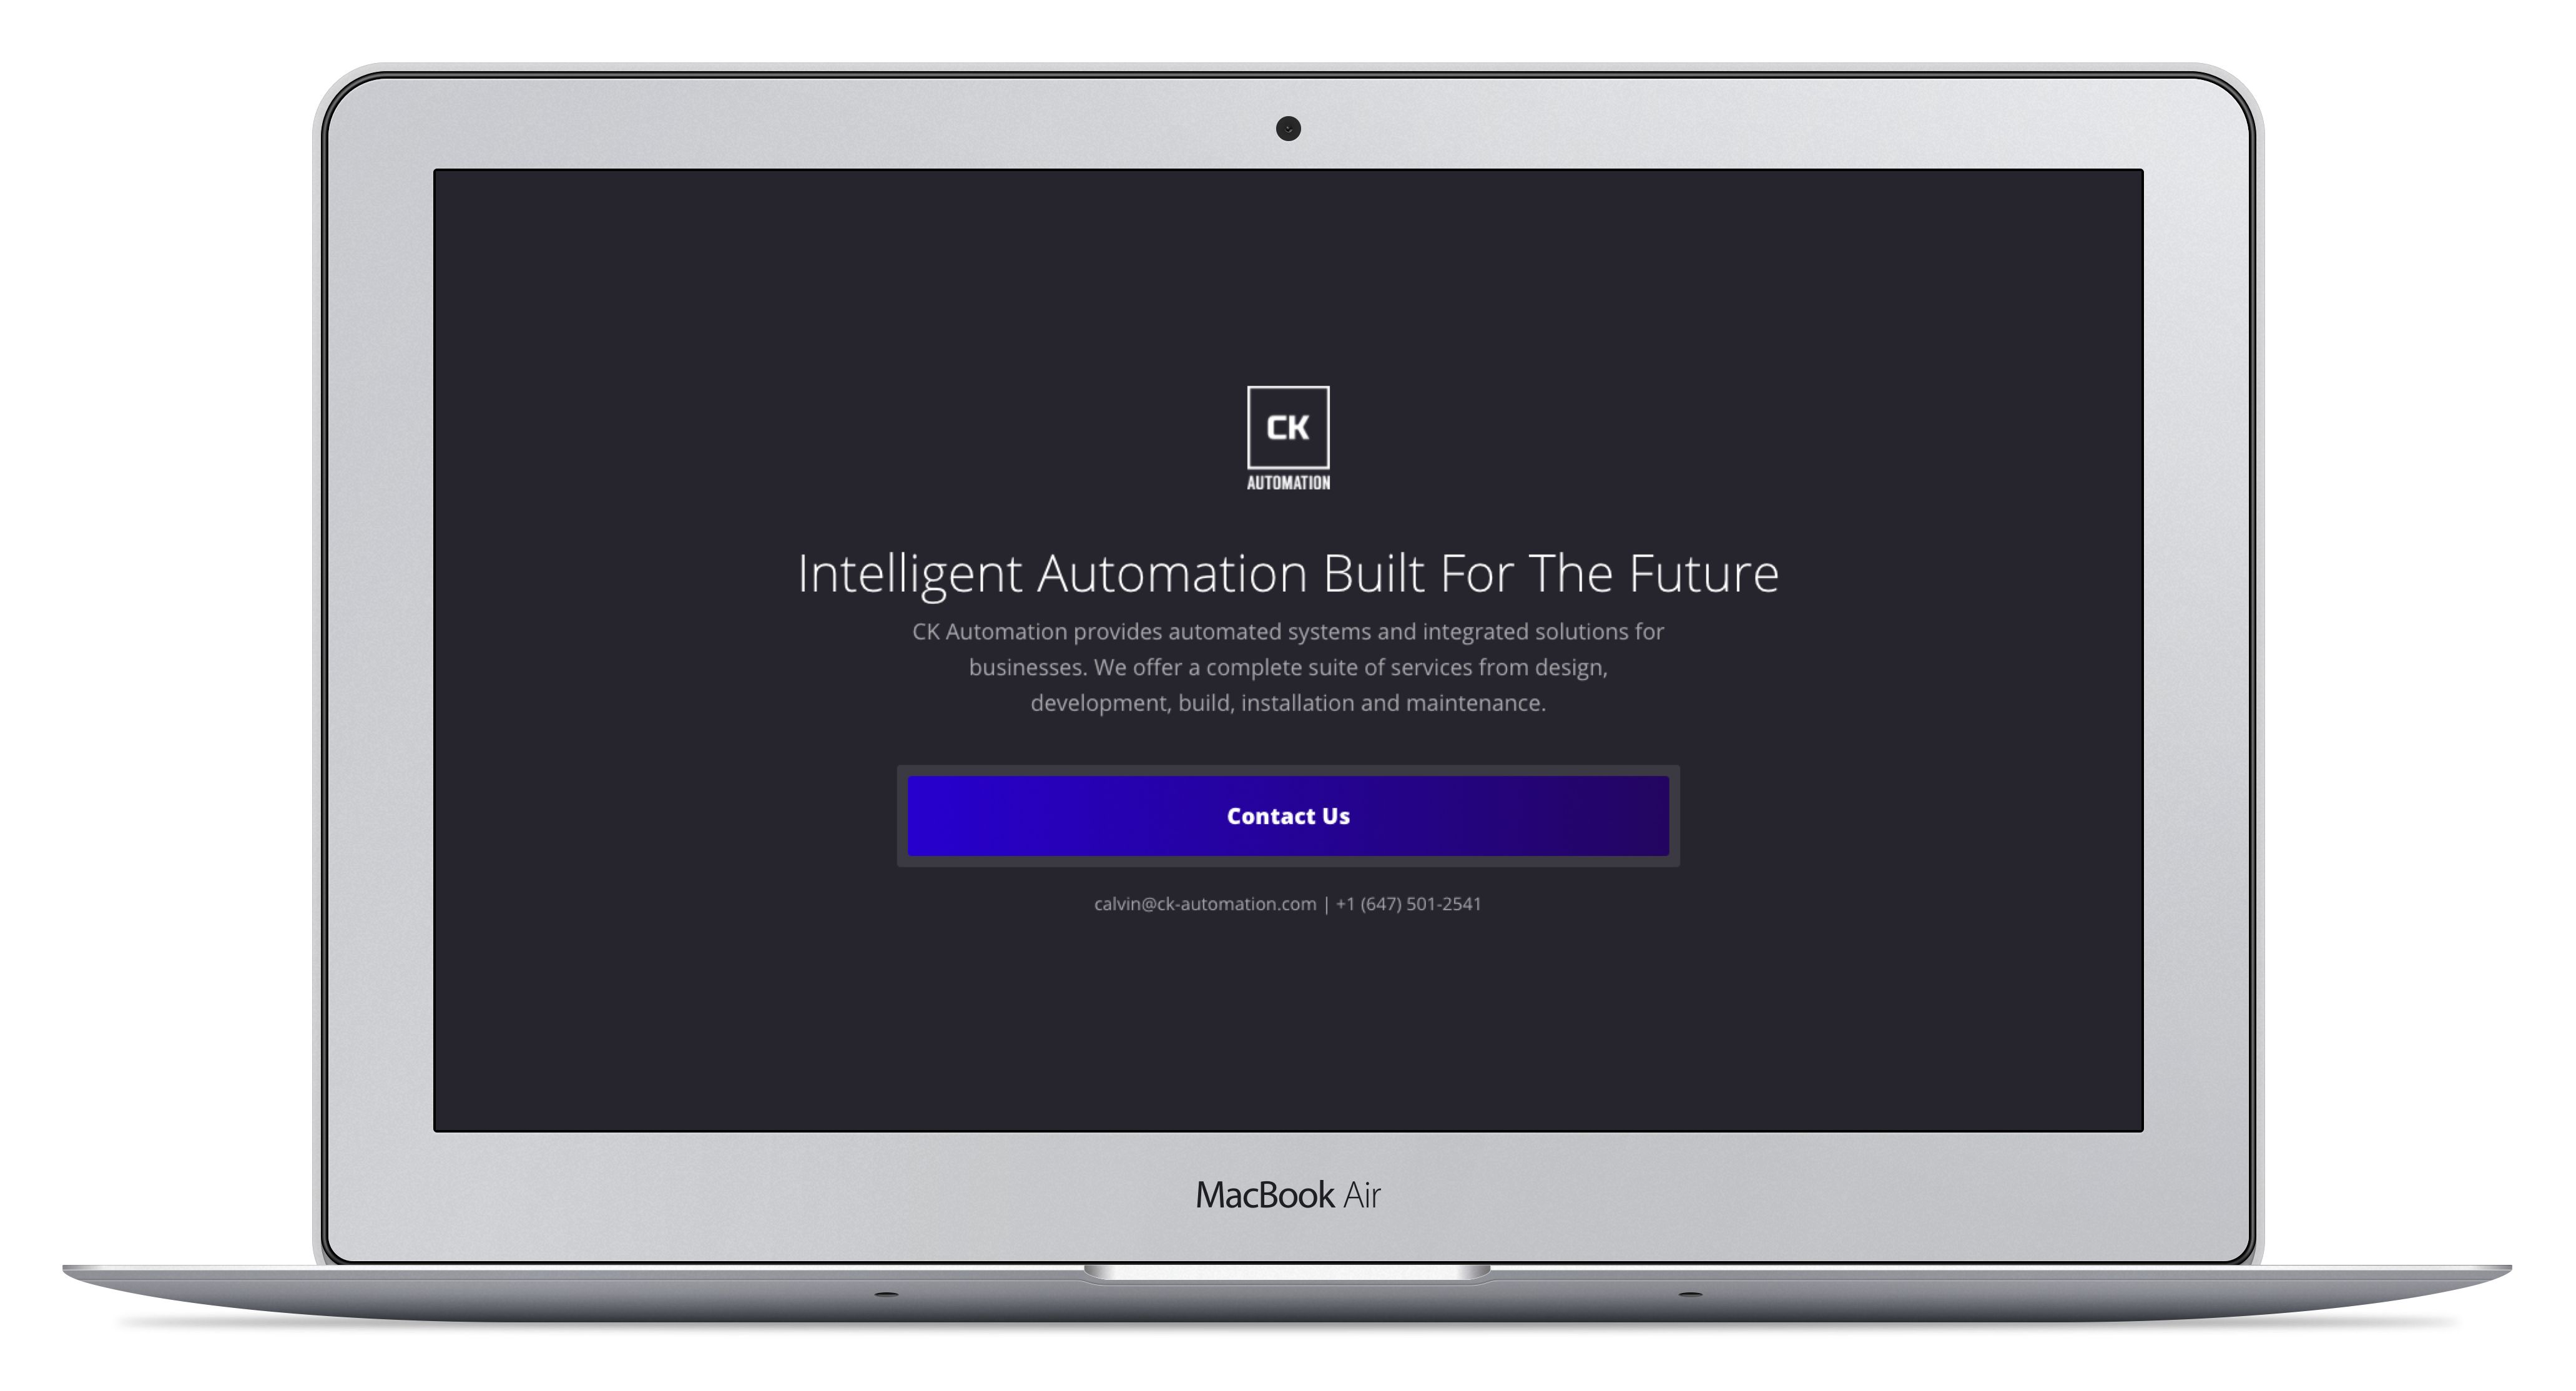 CK
AUTOMATION
Intelligent Automation Built For The Future
CK Automation provides automated systems and integrated solutions for
businesses. We offer a complete suite of services from design,
development, build, installation and maintenance.
Contact Us
calvin@ck-automation.com | +1 (647) 501-2541
MacBook Air